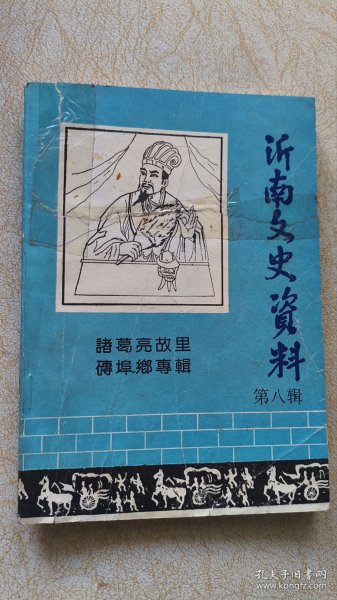 沂南文史資料
第八辑
諸葛亮故里
磚埠鄉專輯
孔夫子旧书网